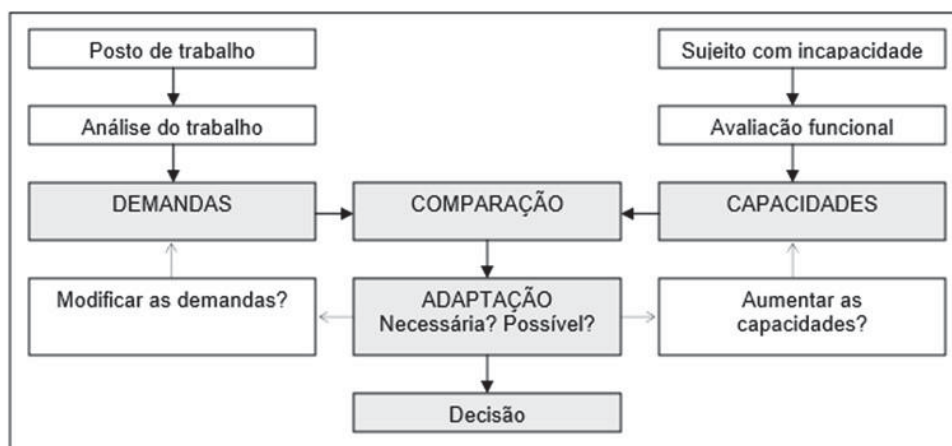 Posto de trabalho
Sujeito com incapacidade
Análise do trabalho
Avaliação funcional
DEMANDAS
COMPARAÇÃO
CAPACIDADES
Modificar as demandas?
ADAPTAÇÃO
Necessária? Possível?
Aumentar as
capacidades?
Decisão